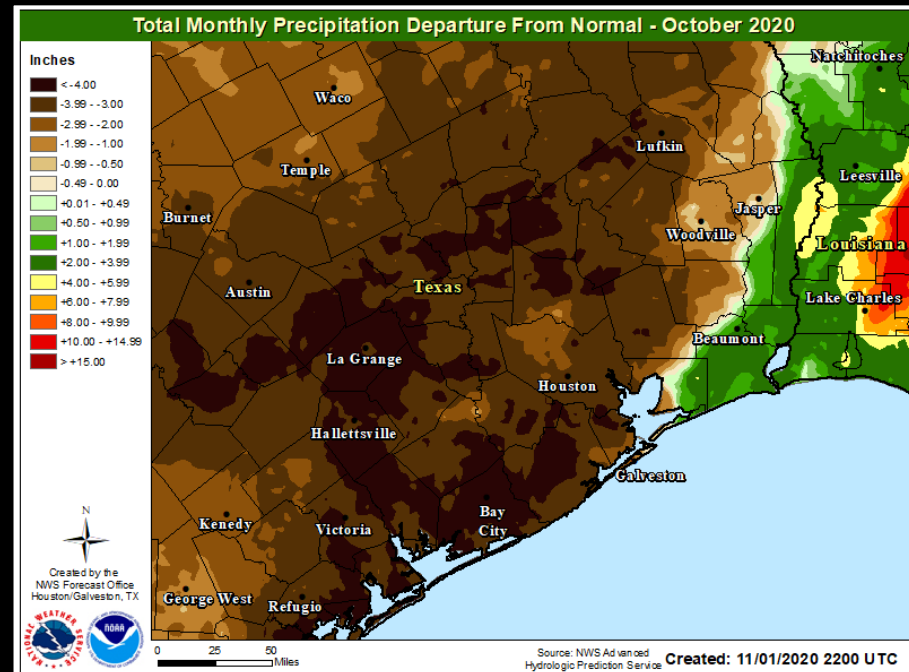 Total Monthly Precipitation Departure From Normal - October 2020
Inches
< -4.00
-3.99 - -3.00
-2.99 - -2.00
-1.99 - -1.00
-0.99 - -0.50
-0.49 - 0.00
+0.01 - +0.49
+0.50 - +0.99
+1.00 - +1.99
+2.00 - +3.99
+4.00 - +5.99
+6.00 - +7.99
+8.00 - +9.99
+10.00 - +14.99
> +15.00
Natchitoches
Waco
Lufkin
Temple
Leesville
Burnet
Jasper
Woodville
Louisiana
Austin
Texas
Lake Charles
Beaumont
La Grange
Houston
Hallettsville
Galveston
Bay
City
Kenedy
Victoria
George West
Refugio
N
Created by the
NWS Forecast Office
Houston/Galveston, TX
NATIONAL WEATHER SERVICE
NOAA
0 25 50
Miles
Source: NWS Advanced
Hydrologic Prediction Service
Created: 11/01/2020 2200 UTC